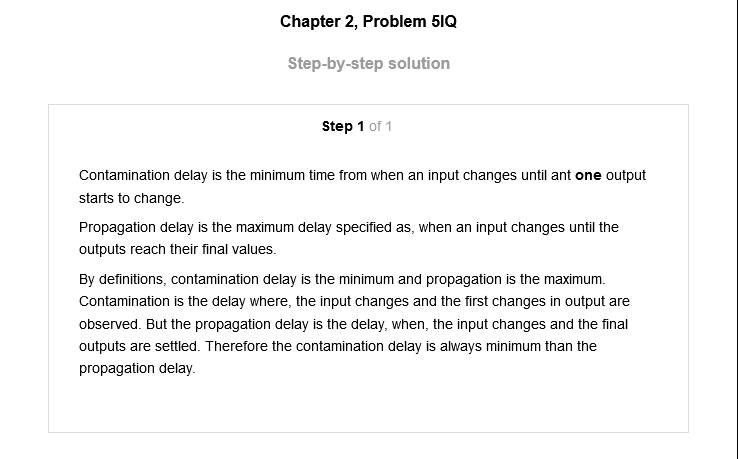 Chapter 2, Problem 5IQ
Step-by-step solution
Step 1 of 1
Contamination delay is the minimum time from when an input changes until ant one output
starts to change.
Propagation delay is the maximum delay specified as, when an input changes until the
outputs reach their final values.
By definitions, contamination delay is the minimum and propagation is the maximum.
Contamination is the delay where, the input changes and the first changes in output are
observed. But the propagation delay is the delay, when, the input changes and the final
outputs are settled. Therefore the contamination delay is always minimum than the
propagation delay.